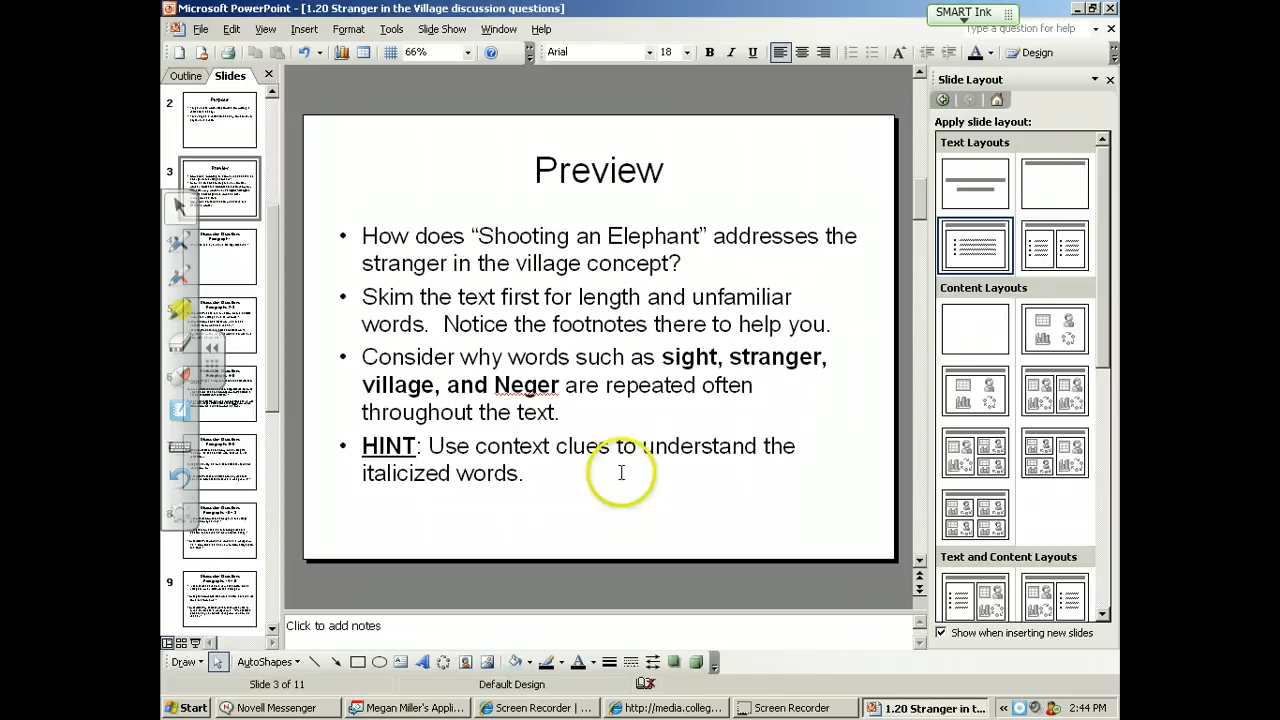 Microsoft PowerPoint - [1.20 Stranger in the Village discussion questions]
SMART Ink
File Edit View Insert Format Tools Slide Show Window Help
Type a question for help
66%
Arial
18
B I U
Design
Outline
Slides
Slide Layout
Apply slide layout:
Text Layouts
Content Layouts
Text and Content Layouts
Show when inserting new slides
2
3
9
Preview
• How does “Shooting an Elephant” addresses the
stranger in the village concept?
• Skim the text first for length and unfamiliar
words. Notice the footnotes there to help you.
• Consider why words such as sight, stranger,
village, and Neger are repeated often
throughout the text.
• HINT: Use context clues to understand the
italicized words.
Click to add notes
Draw
AutoShapes
Slide 3 of 11
Default Design
Start
Novell Messenger
Megan Miller's Appli...
Screen Recorder | ...
http://media.colleg...
Screen Recorder
1.20 Stranger in t...
2:44 PM